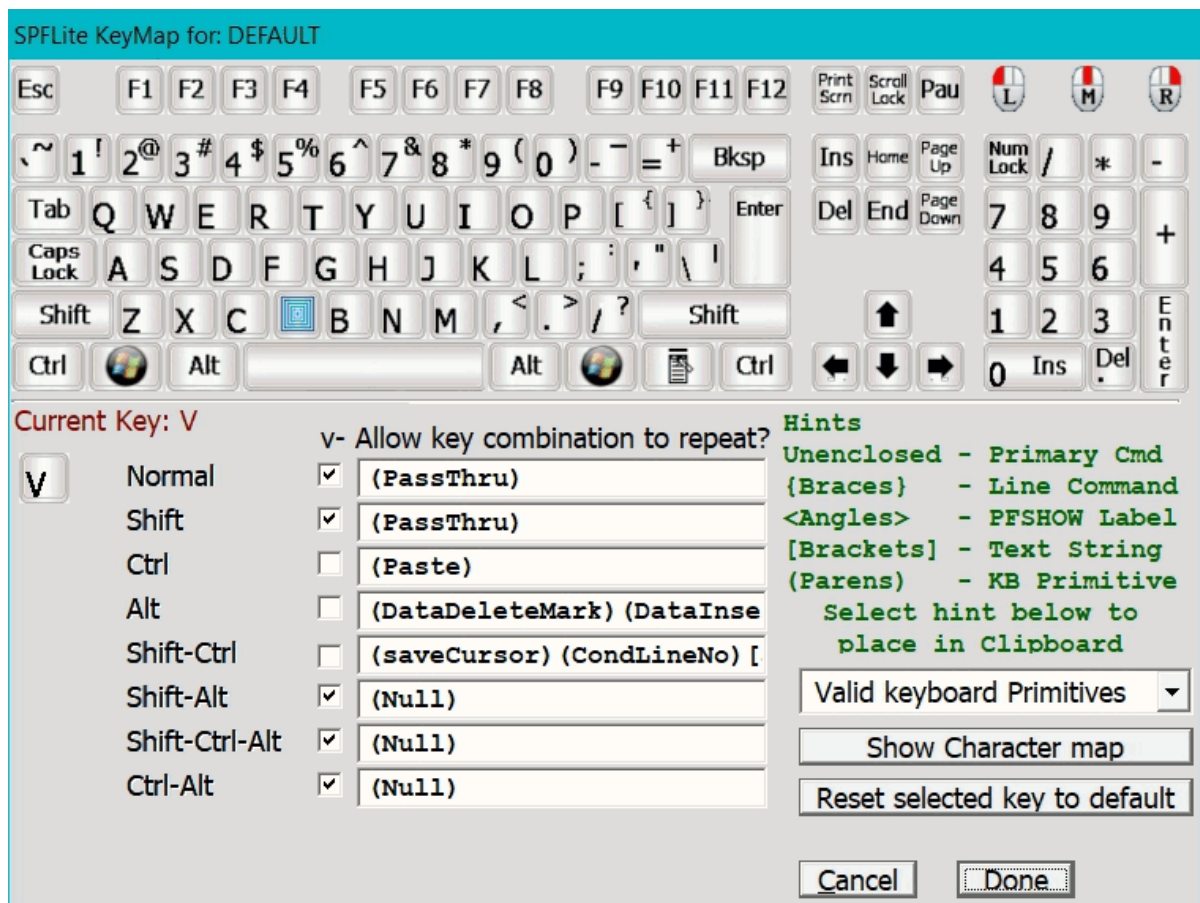 SPFLite KeyMap for: DEFAULT
Esc F1 F2 F3 F4 F5 F6 F7 F8 F9 F10 F11 F12 Print Scrn Scroll Lock Pau L M R
` ~ 1 ! 2 @ 3 # 4 $ 5 % 6 ^ 7 & 8 * 9 ( 0 ) - _ = + Bksp Ins Home Page Up Num Lock / * -
Tab Q W E R T Y U I O P [ { ] } Enter Del End Page Down 7 8 9 +
Caps Lock A S D F G H J K L ; : ' " \ | 4 5 6
Shift Z X C B N M , < . > / ? Shift 1 2 3 Enter
Ctrl Alt Alt Ctrl 0 Ins Del .
Current Key: V
v- Allow key combination to repeat?
V
Normal (PassThru)
Shift (PassThru)
Ctrl (Paste)
Alt (DataDeleteMark)(DataInse
Shift-Ctrl (saveCursor)(CondLineNo)[
Shift-Alt (Null)
Shift-Ctrl-Alt (Null)
Ctrl-Alt (Null)
Hints
Unenclosed - Primary Cmd
{Braces} - Line Command
<Angles> - PFSHOW Label
[Brackets] - Text String
(Parens) - KB Primitive
Select hint below to
place in Clipboard
Valid keyboard Primitives
Show Character map
Reset selected key to default
Cancel Done